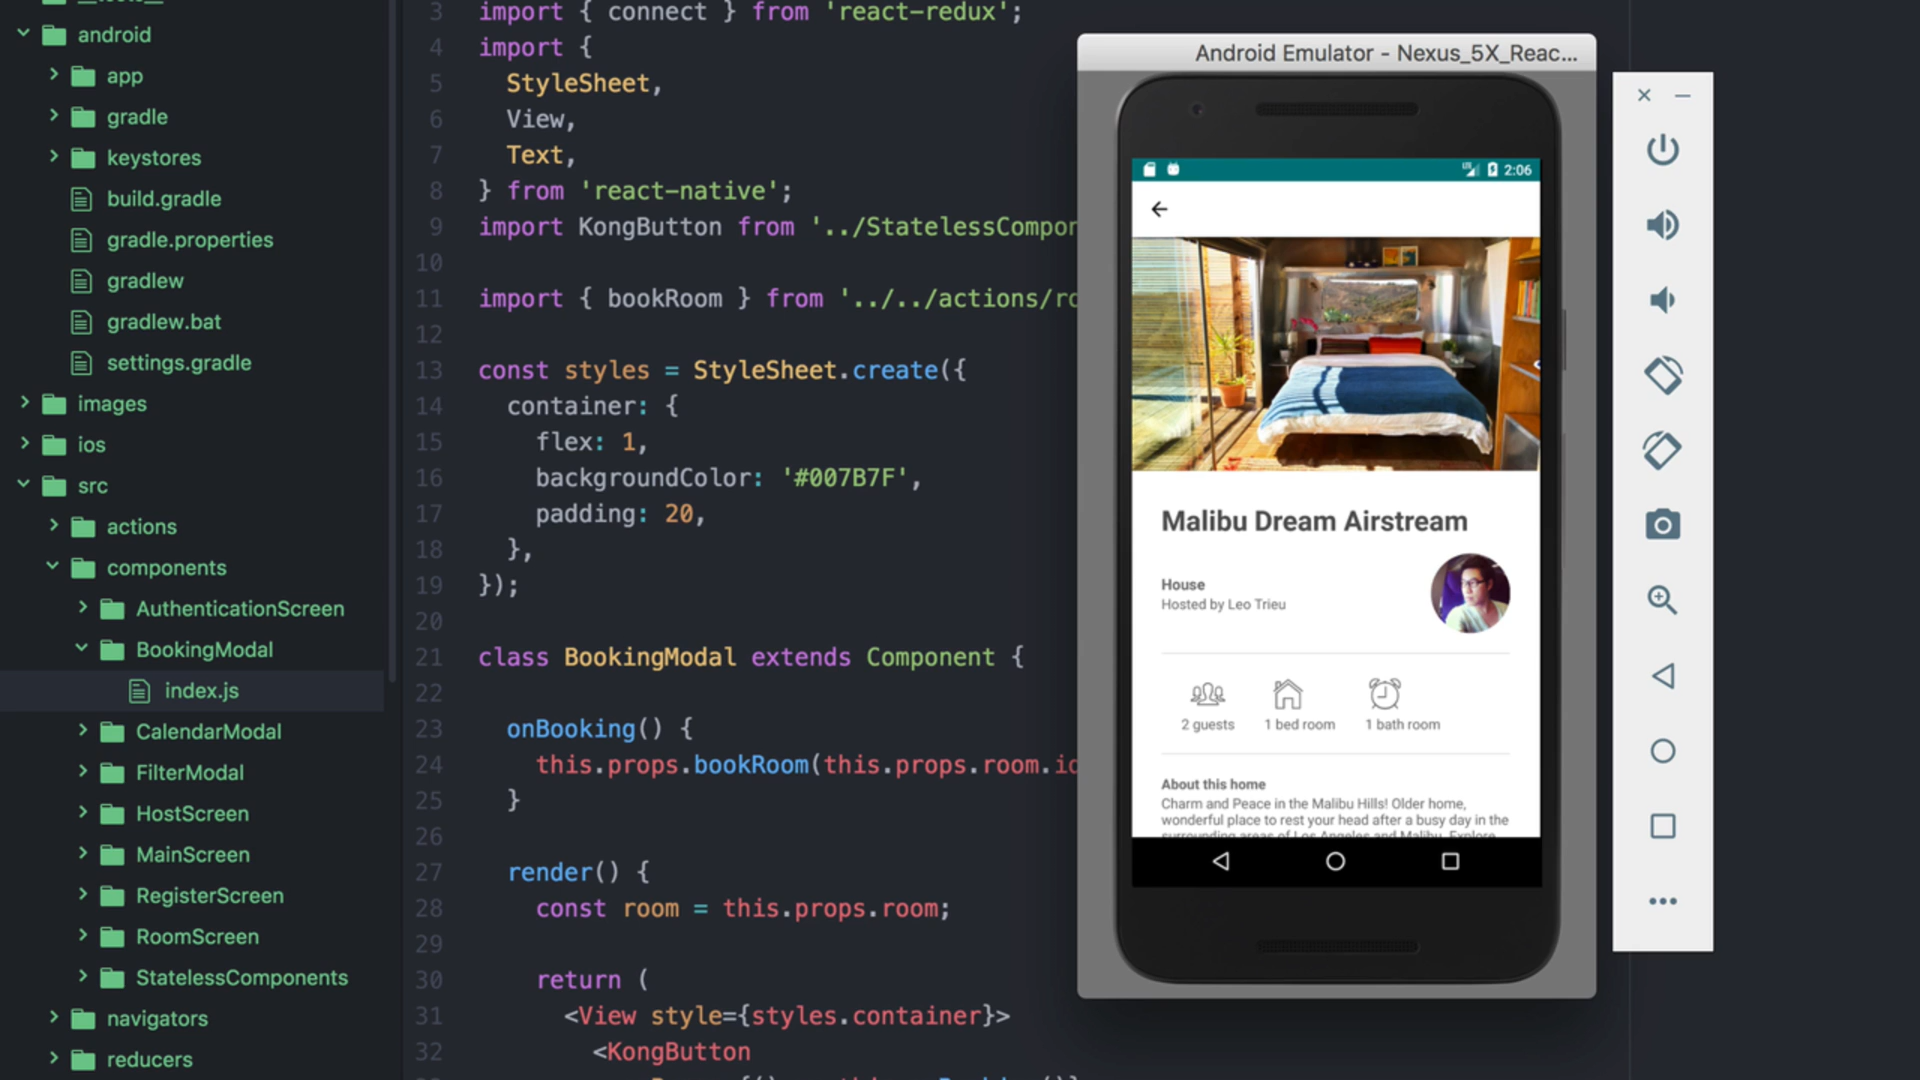 android
app
gradle
keystores
build.gradle
gradle.properties
gradlew
gradlew.bat
settings.gradle
images
ios
src
actions
components
AuthenticationScreen
BookingModal
index.js
CalendarModal
FilterModal
HostScreen
MainScreen
RegisterScreen
RoomScreen
StatelessComponents
navigators
reducers
3 import { connect } from 'react-redux';
4 import {
5 StyleSheet,
6 View,
7 Text,
8 } from 'react-native';
9 import KongButton from '../StatelessCompon
10
11 import { bookRoom } from '../../actions/ro
12
13 const styles = StyleSheet.create({
14 container: {
15 flex: 1,
16 backgroundColor: '#007B7F',
17 padding: 20,
18 },
19 });
20
21 class BookingModal extends Component {
22
23 onBooking() {
24 this.props.bookRoom(this.props.room.id
25 }
26
27 render() {
28 const room = this.props.room;
29
30 return (
31 <View style={styles.container}>
32 <KongButton
Android Emulator - Nexus_5X_Reac...
2:06
Malibu Dream Airstream
House
Hosted by Leo Trieu
2 guests
1 bed room
1 bath room
About this home
Charm and Peace in the Malibu Hills! Older home,
wonderful place to rest your head after a busy day in the
surrounding areas of Los Angeles and Malibu. Explore